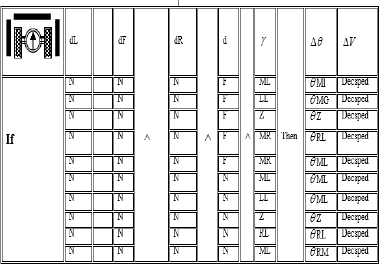 dL dF dR d γ Δθ ΔV
N N N F ML θMl Decsped
N N N F LL θMG Decsped
N N N F Z θZ Decsped
If N N ^ N ^ F ^ MR Then θRL Decsped
N N N F MR θML Decsped
N N N N ML θML Decsped
N N N N LL θML Decsped
N N N N Z θZ Decsped
N N N N RL θRL Decsped
N N N N ML θRM Decsped